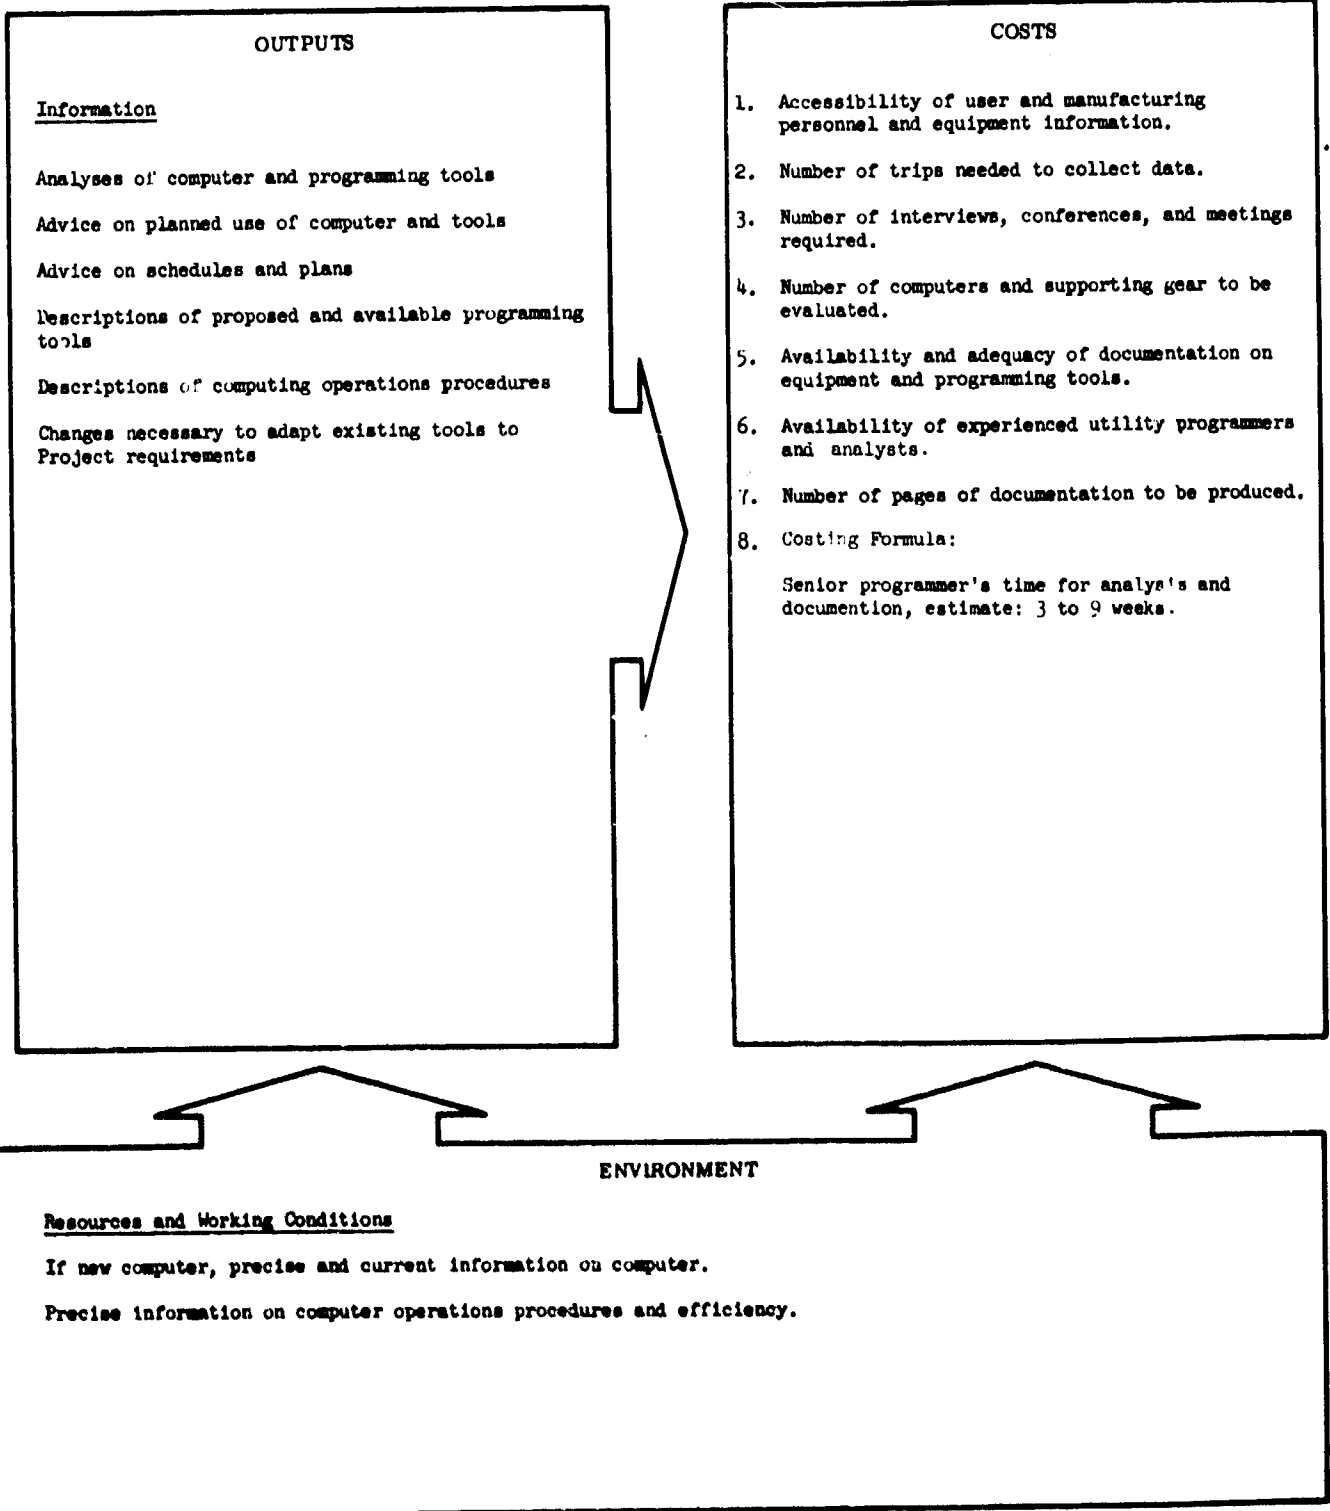 OUTPUTS
Information
Analyses of computer and programming tools
Advice on planned use of computer and tools
Advice on schedules and plans
Descriptions of proposed and available programming
tools
Descriptions of computing operations procedures
Changes necessary to adapt existing tools to
Project requirements
COSTS
1. Accessibility of user and manufacturing
personnel and equipment information.
2. Number of trips needed to collect data.
3. Number of interviews, conferences, and meetings
required.
4. Number of computers and supporting gear to be
evaluated.
5. Availability and adequacy of documentation on
equipment and programming tools.
6. Availability of experienced utility programmers
and analysts.
7. Number of pages of documentation to be produced.
8. Costing Formula:
Senior programmer's time for analysis and
documention, estimate: 3 to 9 weeks.
ENVIRONMENT
Resources and Working Conditions
If new computer, precise and current information on computer.
Precise information on computer operations procedures and efficiency.